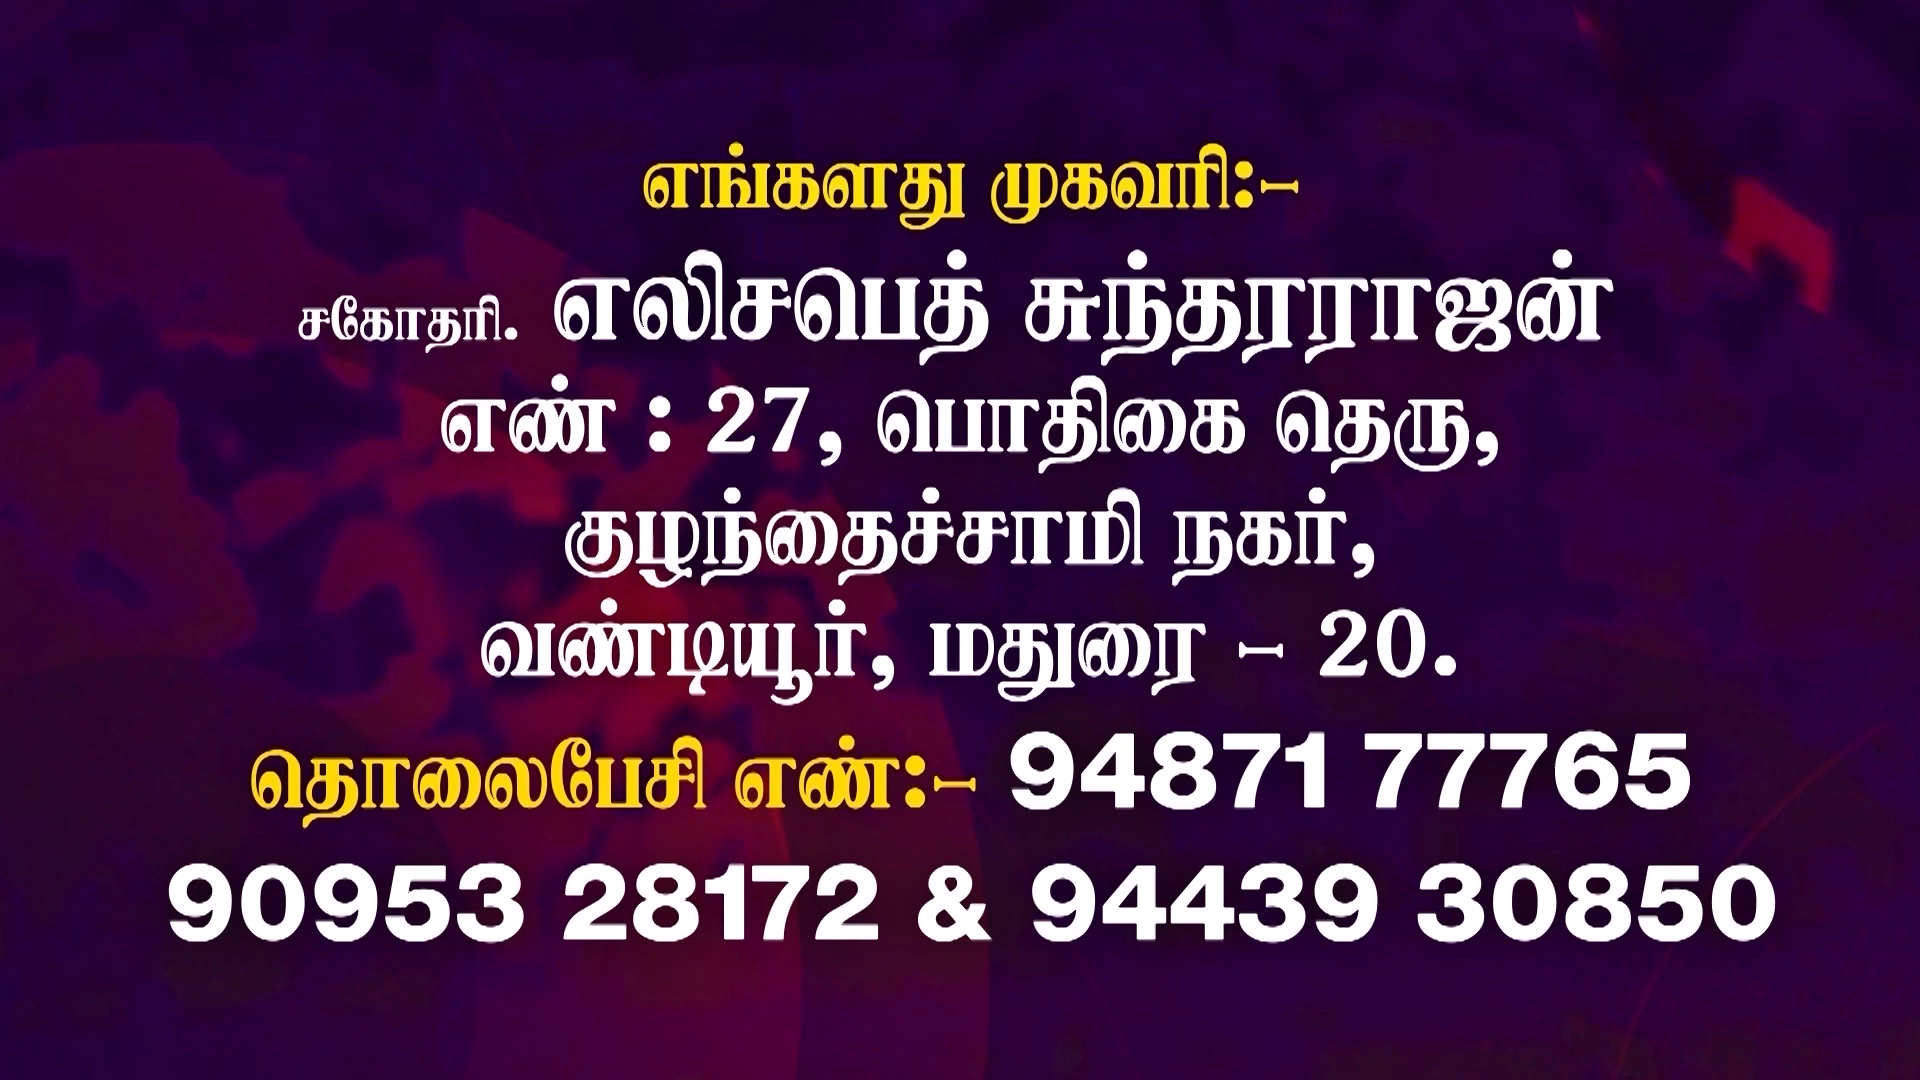 எங்களது முகவரி:-
சகோதரி. எலிசபெத் சுந்தரராஜன்
எண் : 27, பொதிகை தெரு,
குழந்தைச்சாமி நகர்,
வண்டியூர், மதுரை - 20.
தொலைபேசி எண்:- 94871 77765
90953 28172 & 94439 30850